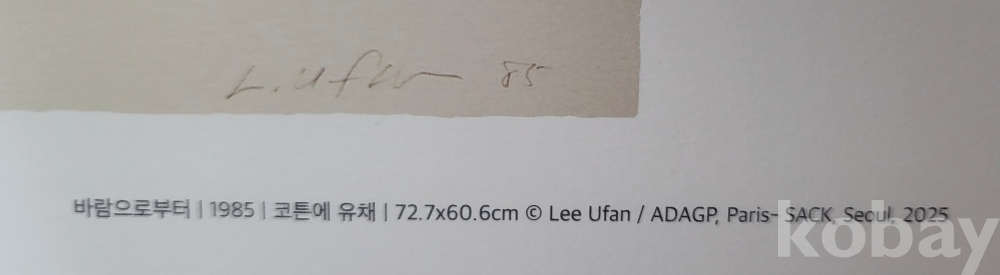 L. Ufan 85
바람으로부터 | 1985 | 코튼에 유채 | 72.7x60.6cm © Lee Ufan / ADAGP, Paris- SACK, Seoul, 2025
kobay